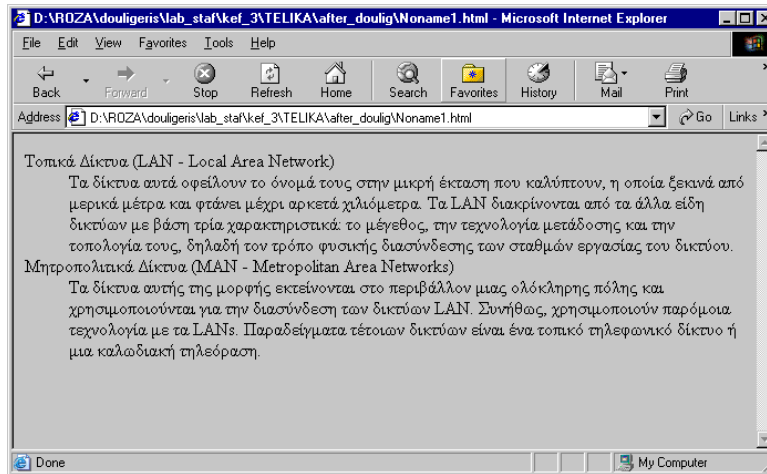 D:\ROZA\douligeris\lab_staf\kef_3\TELIKA\after_doulig\Noname1.html - Microsoft Internet Explorer
File Edit View Favorites Tools Help
Back Forward Stop Refresh Home Search Favorites History Mail Print
Address D:\ROZA\douligeris\lab_staf\kef_3\TELIKA\after_doulig\Noname1.html Go Links
Τοπικά Δίκτυα (LAN - Local Area Network)
Τα δίκτυα αυτά οφείλουν το όνομά τους στην μικρή έκταση που καλύπτουν, η οποία ξεκινά από
μερικά μέτρα και φτάνει μέχρι αρκετά χιλιόμετρα. Τα LAN διακρίνονται από τα άλλα είδη
δικτύων με βάση τρία χαρακτηριστικά: το μέγεθος, την τεχνολογία μετάδοσης και την
τοπολογία τους, δηλαδή τον τρόπο φυσικής διασύνδεσης των σταθμών εργασίας του δικτύου.
Μητροπολιτικά Δίκτυα (MAN - Metropolitan Area Networks)
Τα δίκτυα αυτής της μορφής εκτείνονται στο περιβάλλον μιας ολόκληρης πόλης και
χρησιμοποιούνται για την διασύνδεση των δικτύων LAN. Συνήθως, χρησιμοποιούν παρόμοια
τεχνολογία με τα LANs. Παραδείγματα τέτοιων δικτύων είναι ένα τοπικό τηλεφωνικό δίκτυο ή
μια καλωδιακή τηλεόραση.
Done My Computer